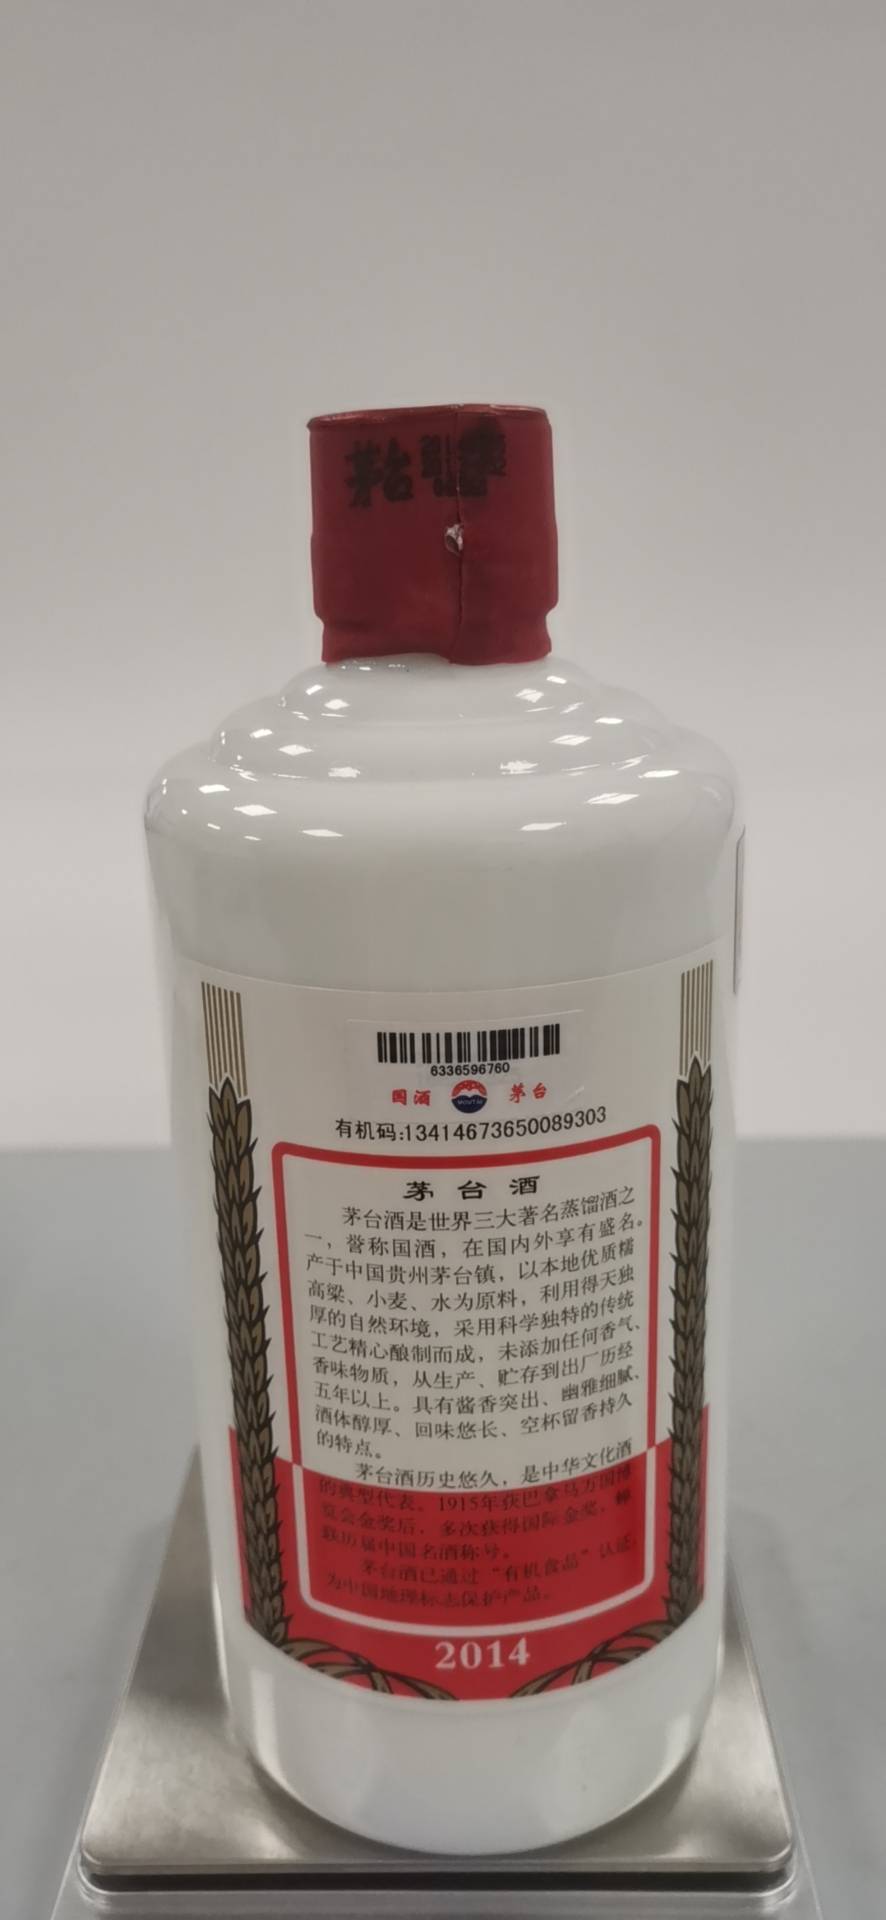 茅台
6336596760
国酒 MOUTAI 茅台
有机码:13414673650089303
茅台酒
茅台酒是世界三大著名蒸馏酒之
一，誉称国酒，在国内外享有盛名。
产于中国贵州茅台镇，以本地优质糯
高粱、小麦、水为原料，利用得天独
厚的自然环境，采用科学独特的传统
工艺精心酿制而成，未添加任何香气、
香味物质，从生产、贮存到出厂历经
五年以上。具有酱香突出、幽雅细腻、
酒体醇厚、回味悠长、空杯留香持久
的特点。
茅台酒历史悠久，是中华文化酒
的典型代表。1915年获巴拿马万国博
览会金奖后，多次获得国际金奖，蝉
联历届中国名酒称号。
茅台酒已通过“有机食品”认证，
为中国地理标志保护产品。
2014